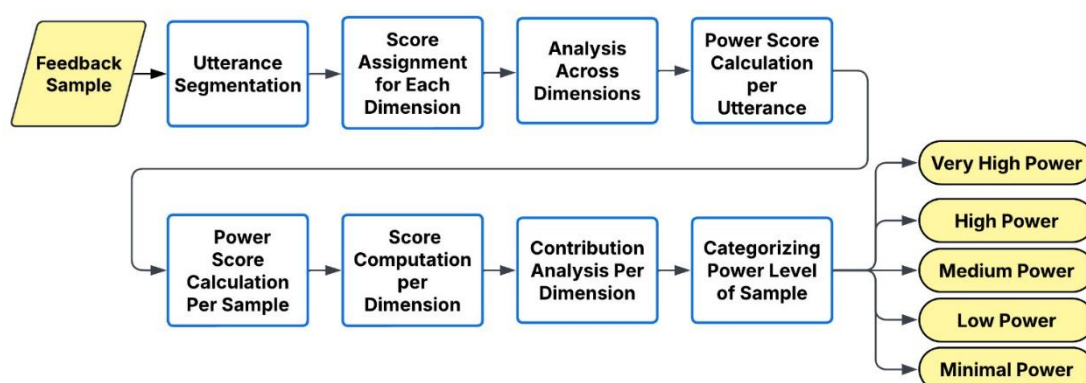 Feedback
Sample
Utterance
Segmentation
Score
Assignment
for Each
Dimension
Analysis
Across
Dimensions
Power Score
Calculation
per
Utterance
Power
Score
Calculation
Per Sample
Score
Computation
per
Dimension
Contribution
Analysis Per
Dimension
Categorizing
Power Level
of Sample
Very High Power
High Power
Medium Power
Low Power
Minimal Power